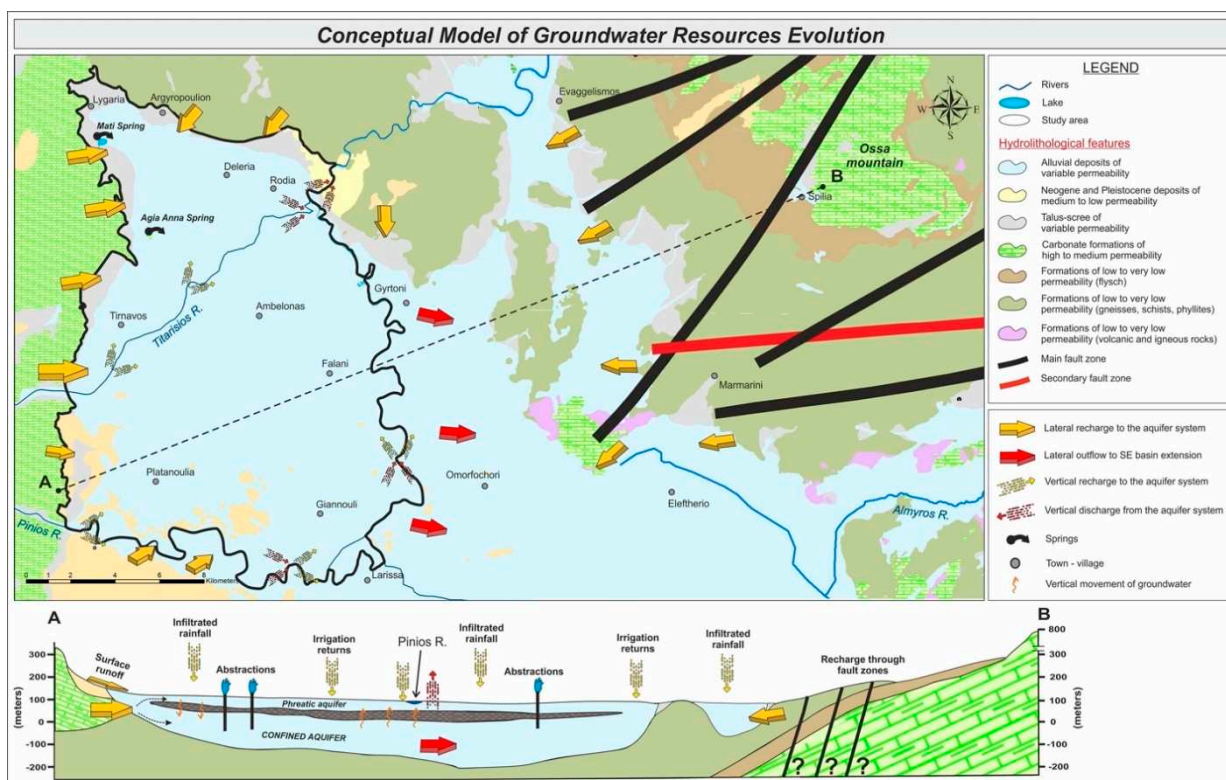 Conceptual Model of Groundwater Resources Evolution
Lygaria
Argyropoulion
Evaggelismos
Mati Spring
Deleria
Rodia
Agia Anna Spring
Ossa
mountain
B
Spilia
N
W E
S
Gyrtoni
Tirnavos
Titarisios R.
Ambelonas
Falani
Marmarini
A
Platanoulia
Omorfochori
Giannouli
Eleftherio
Pinios R.
Almyros R.
Larissa
0 1 2 4 6 8
Kilometers
LEGEND
Rivers
Lake
Study area
Hydrolithological features
Alluvial deposits of
variable permeability
Neogene and Pleistocene deposits of
medium to low permeability
Talus-scree of
variable permeability
Carbonate formations of
high to medium permeability
Formations of low to very low
permeability (flysch)
Formations of low to very low
permeability (gneisses, schists, phyllites)
Formations of low to very low
permeability (volcanic and igneous rocks)
Main fault zone
Secondary fault zone
Lateral recharge to the aquifer system
Lateral outflow to SE basin extension
Vertical recharge to the aquifer system
Vertical discharge from the aquifer system
Springs
Town - village
Vertical movement of groundwater
A
B
Infiltrated
rainfall
Irrigation
returns
Pinios R.
Infiltrated
rainfall
Irrigation
returns
Infiltrated
rainfall
Surface
runoff
Abstractions
Abstractions
Recharge through
fault zones
Phreatic aquifer
CONFINED AQUIFER
300
200
100
0
-100
-200
(meters)
800
300
200
100
0
-100
-200
(meters)
? ? ?